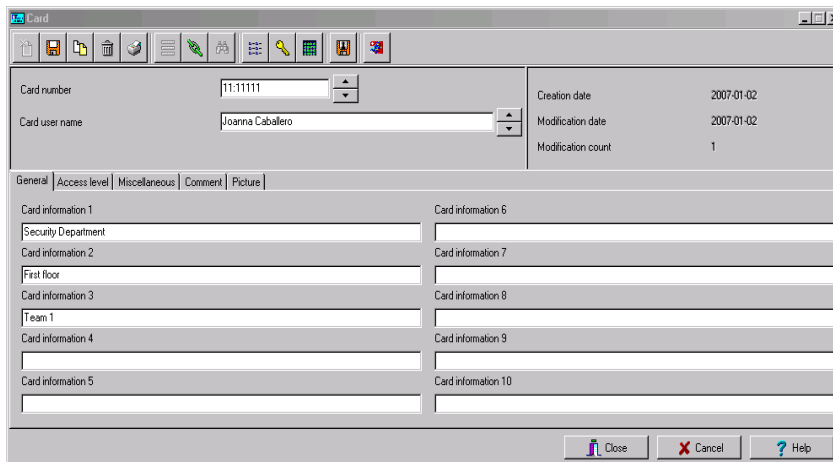 Card
Card number 11:11111
Card user name Joanna Caballero
Creation date 2007-01-02
Modification date 2007-01-02
Modification count 1
General Access level Miscellaneous Comment Picture
Card information 1 Card information 6
Security Department
Card information 2 Card information 7
First floor
Card information 3 Card information 8
Team 1
Card information 4 Card information 9
Card information 5 Card information 10
Close Cancel ? Help